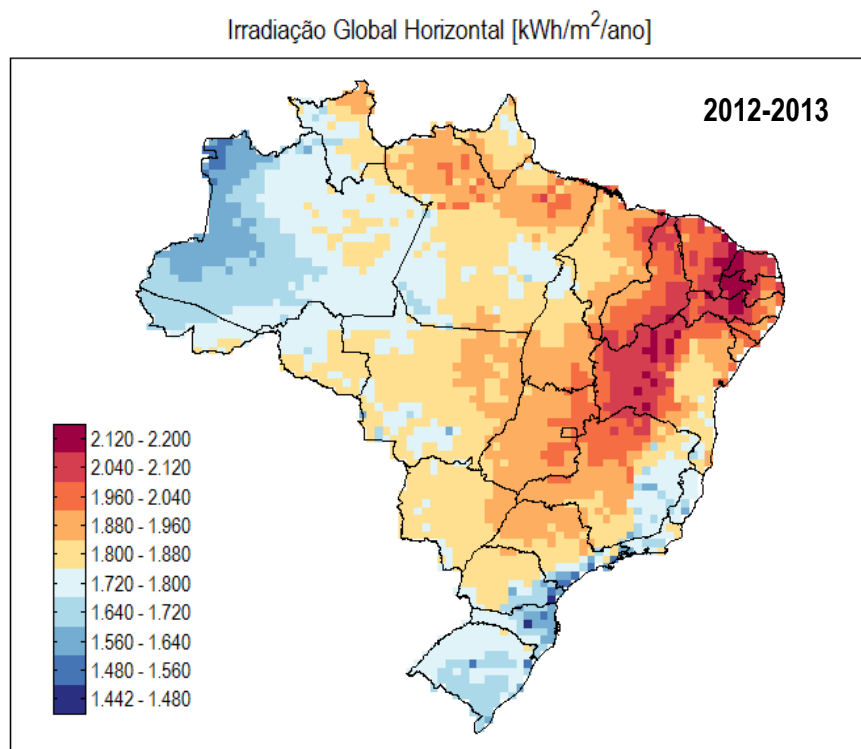 Irradiação Global Horizontal [kWh/m²/ano]
2012-2013
2.120 - 2.200
2.040 - 2.120
1.960 - 2.040
1.880 - 1.960
1.800 - 1.880
1.720 - 1.800
1.640 - 1.720
1.560 - 1.640
1.480 - 1.560
1.442 - 1.480